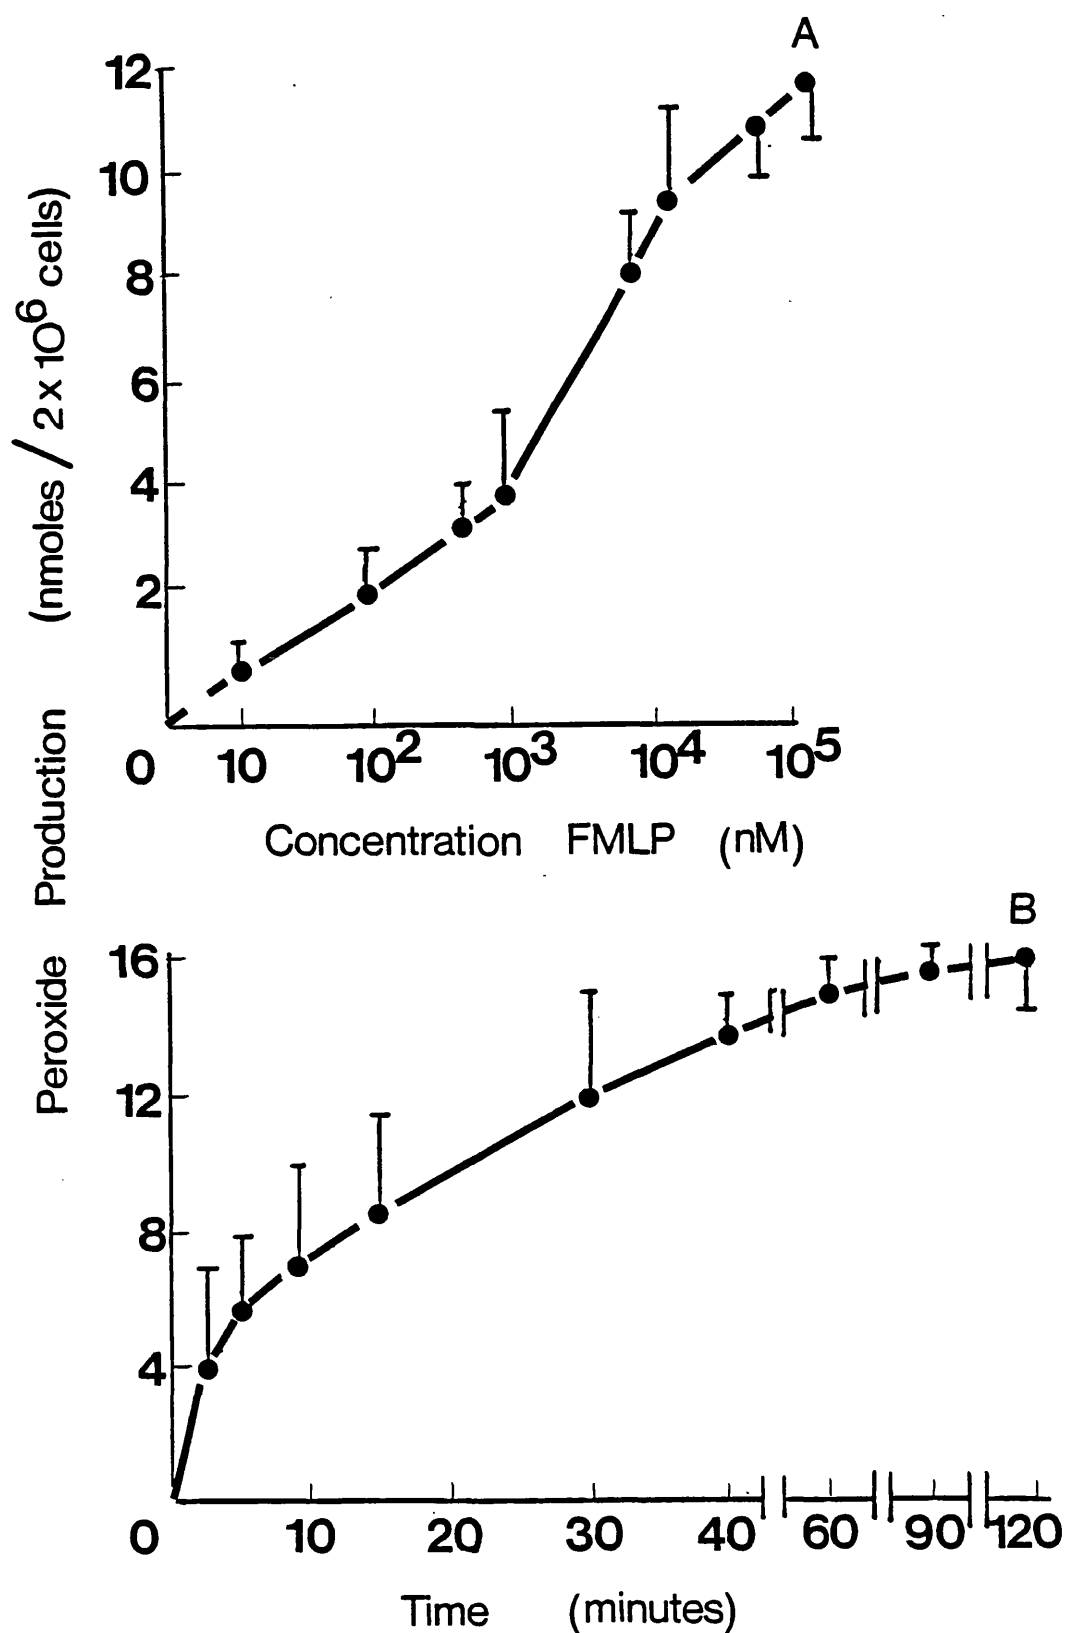 A
12
10
8
6
4
2
0 10 10² 10³ 10⁴ 10⁵
Concentration FMLP (nM)
Peroxide Production (nmoles / 2 x 10⁶ cells)
B
16
12
8
4
0 10 20 30 40 60 90 120
Time (minutes)